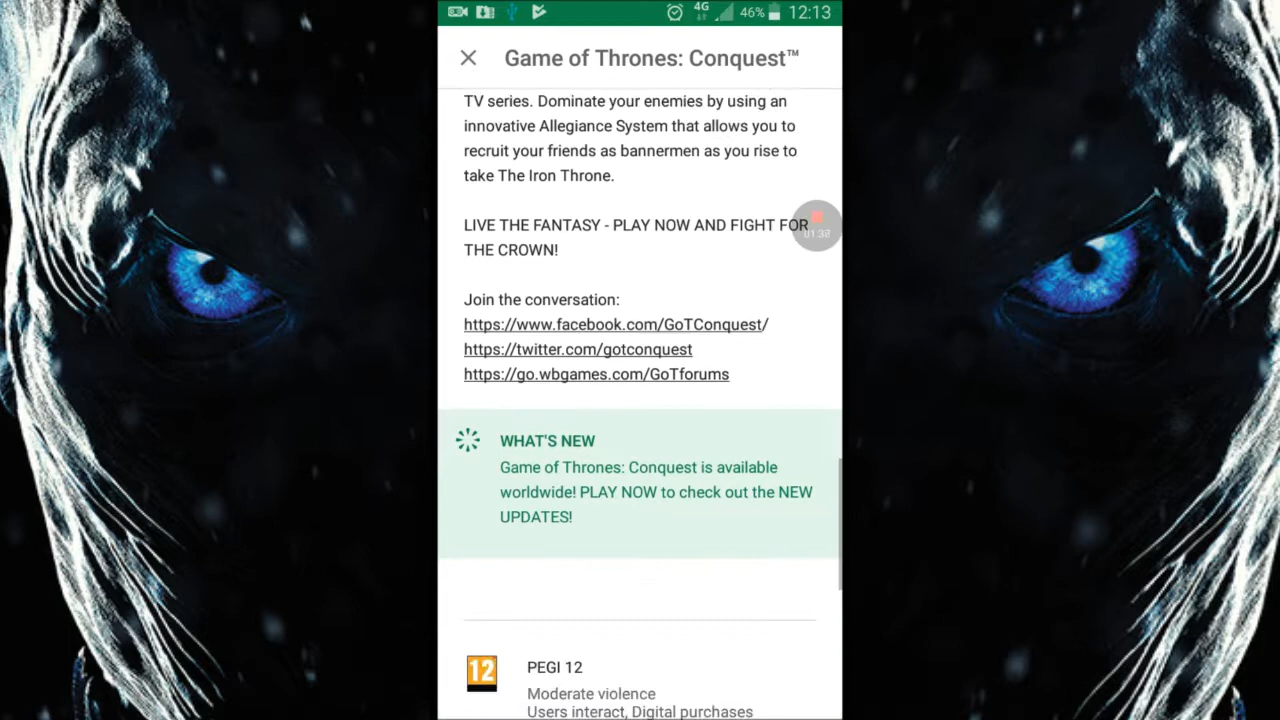 4G 46% 12:13
Game of Thrones: Conquest™
TV series. Dominate your enemies by using an
innovative Allegiance System that allows you to
recruit your friends as bannermen as you rise to
take The Iron Throne.
LIVE THE FANTASY - PLAY NOW AND FIGHT FOR
01:38
THE CROWN!
Join the conversation:
https://www.facebook.com/GoTConquest/
https://twitter.com/gotconquest
https://go.wbgames.com/GoTforums
WHAT'S NEW
Game of Thrones: Conquest is available
worldwide! PLAY NOW to check out the NEW
UPDATES!
12 PEGI 12
Moderate violence
Users interact, Digital purchases